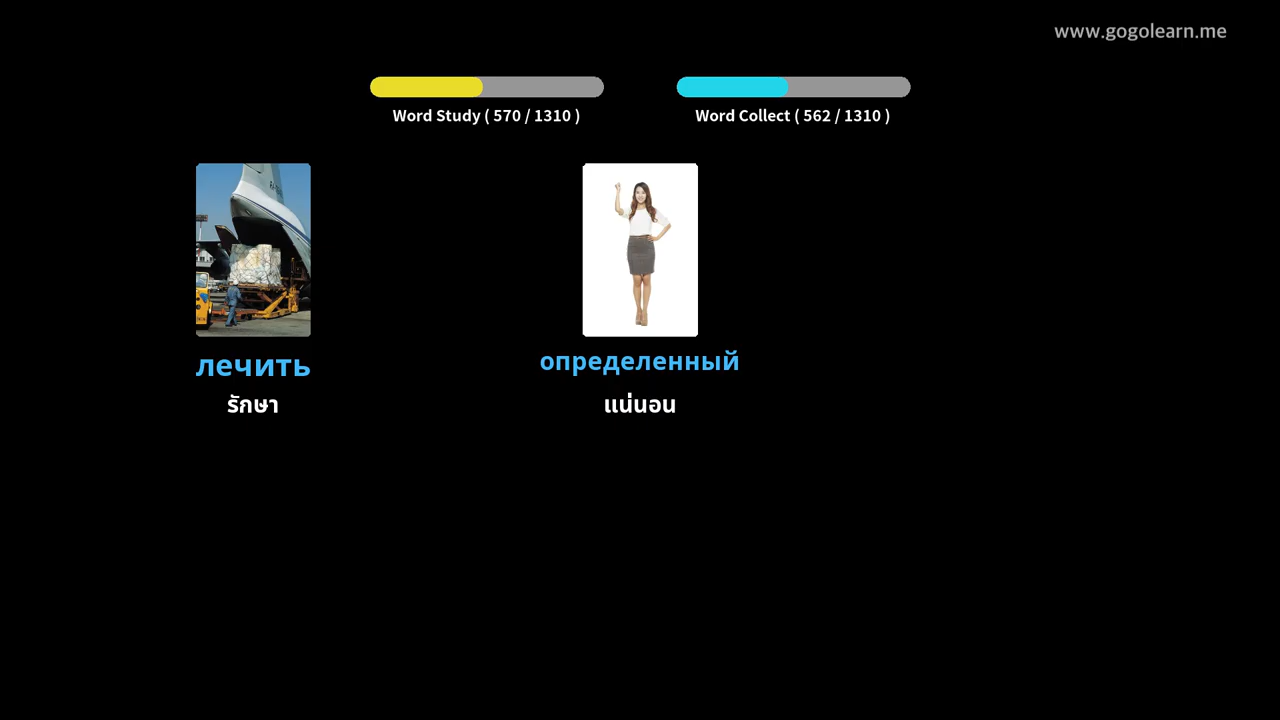 www.gogolearn.me
Word Study ( 570 / 1310 )
Word Collect ( 562 / 1310 )
лечить
определенный
รักษา
แน่นอน